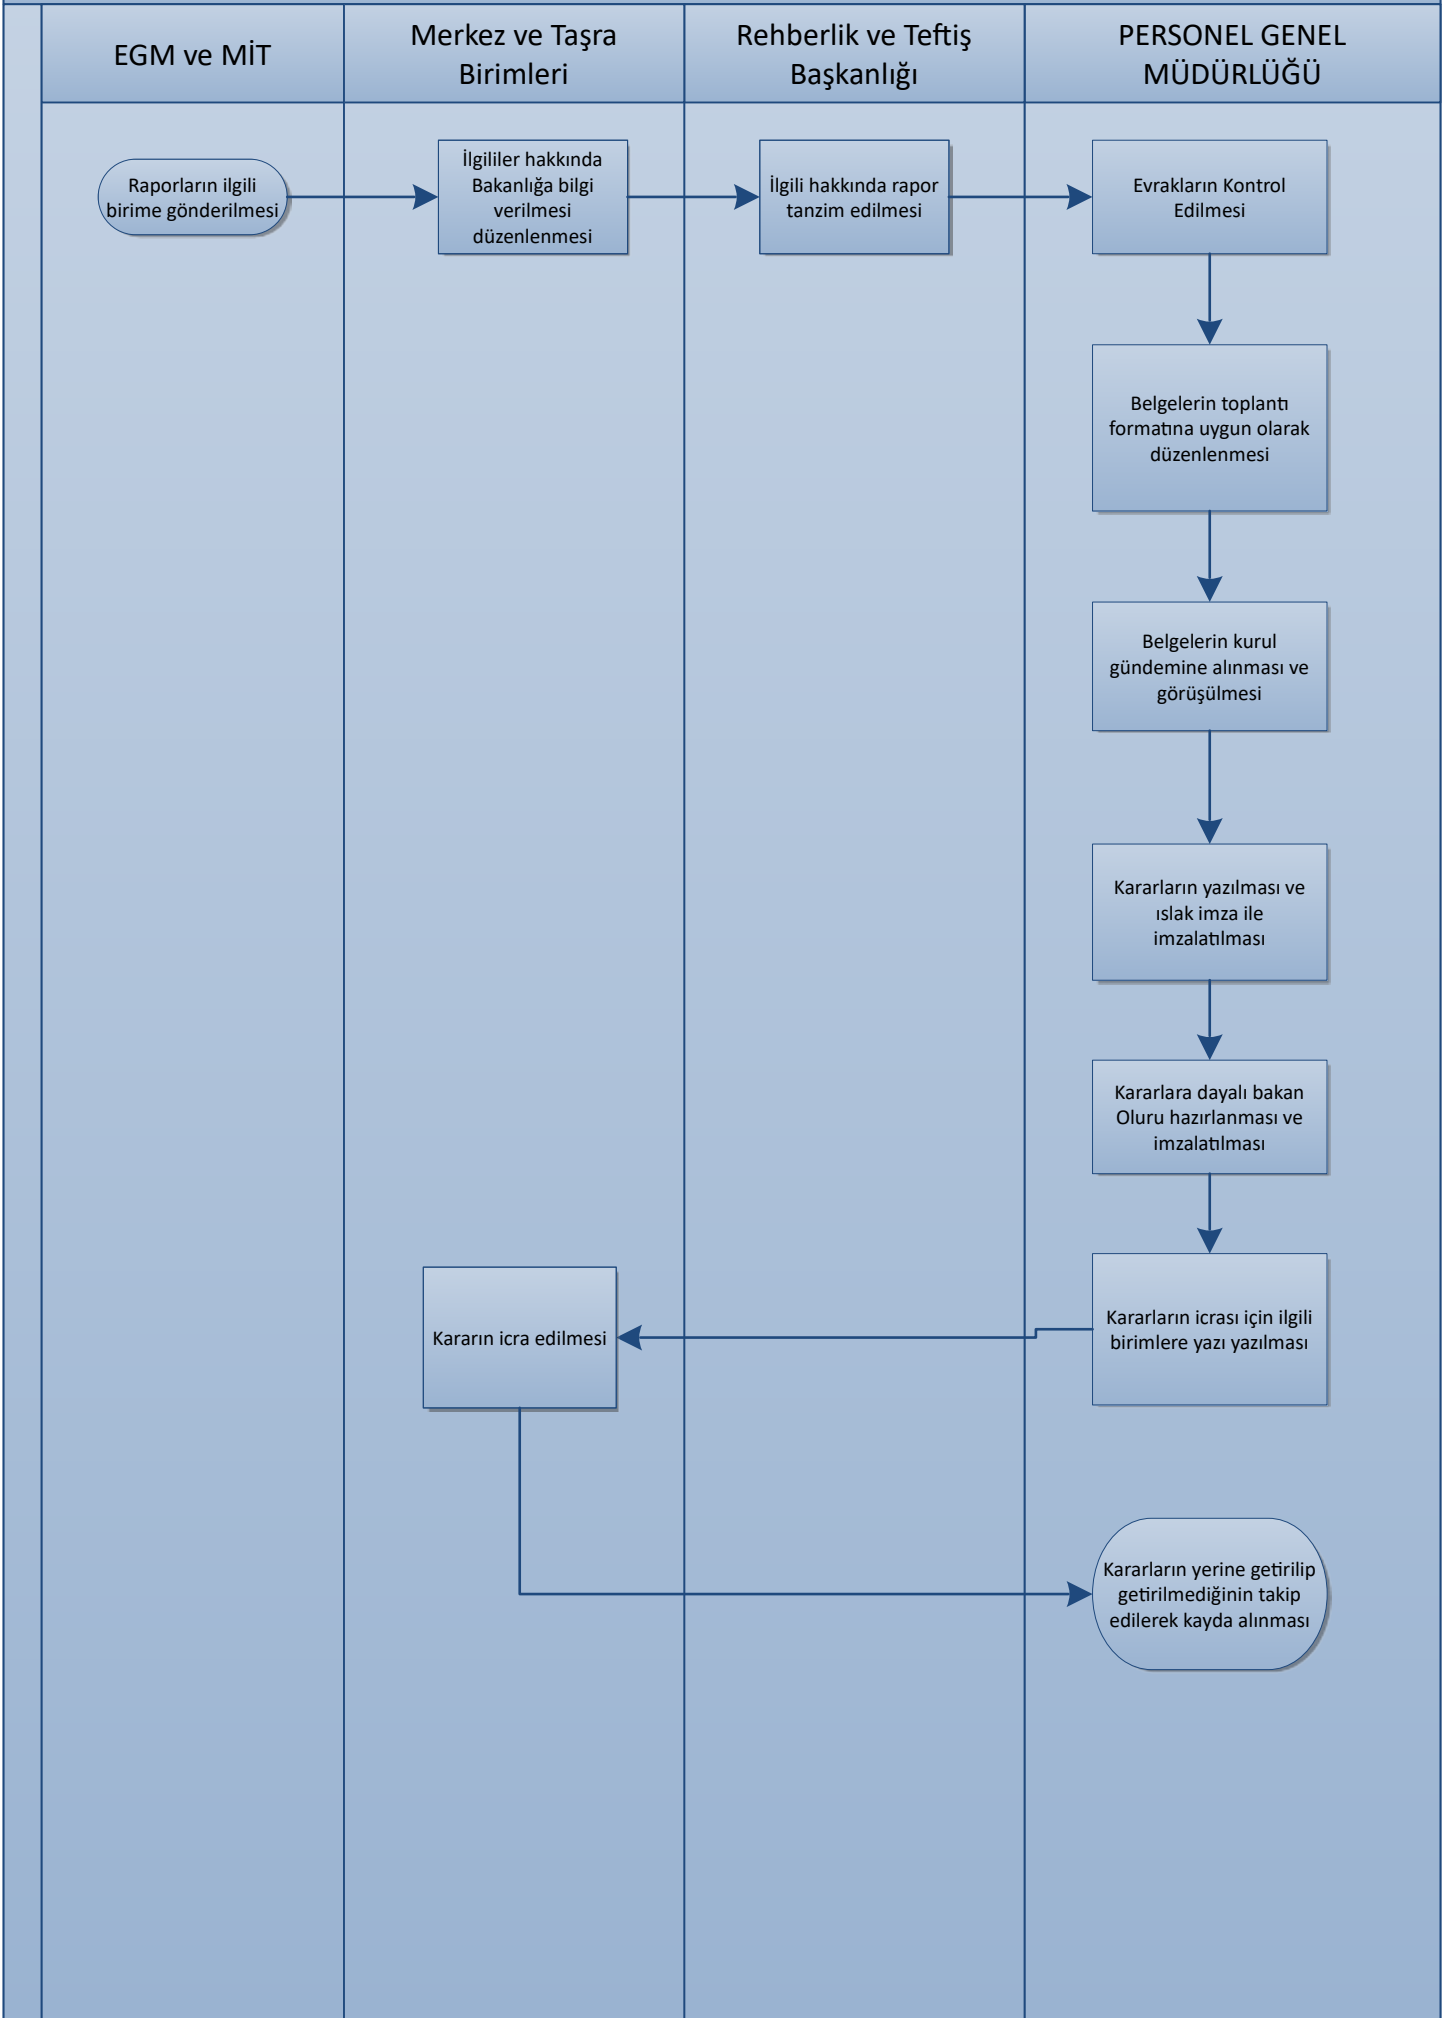 EGM ve MİT
Merkez ve Taşra
Birimleri
Rehberlik ve Teftiş
Başkanlığı
PERSONEL GENEL
MÜDÜRLÜĞÜ
Raporların ilgili
birime gönderilmesi
İlgililer hakkında
Bakanlığa bilgi
verilmesi
düzenlenmesi
İlgili hakkında rapor
tanzim edilmesi
Evrakların Kontrol
Edilmesi
Belgelerin toplantı
formatına uygun olarak
düzenlenmesi
Belgelerin kurul
gündemine alınması ve
görüşülmesi
Kararların yazılması ve
ıslak imza ile
imzalatılması
Kararlara dayalı bakan
Oluru hazırlanması ve
imzalatılması
Kararların icrası için ilgili
birimlere yazı yazılması
Kararın icra edilmesi
Kararların yerine getirilip
getirilmediğinin takip
edilerek kayda alınması